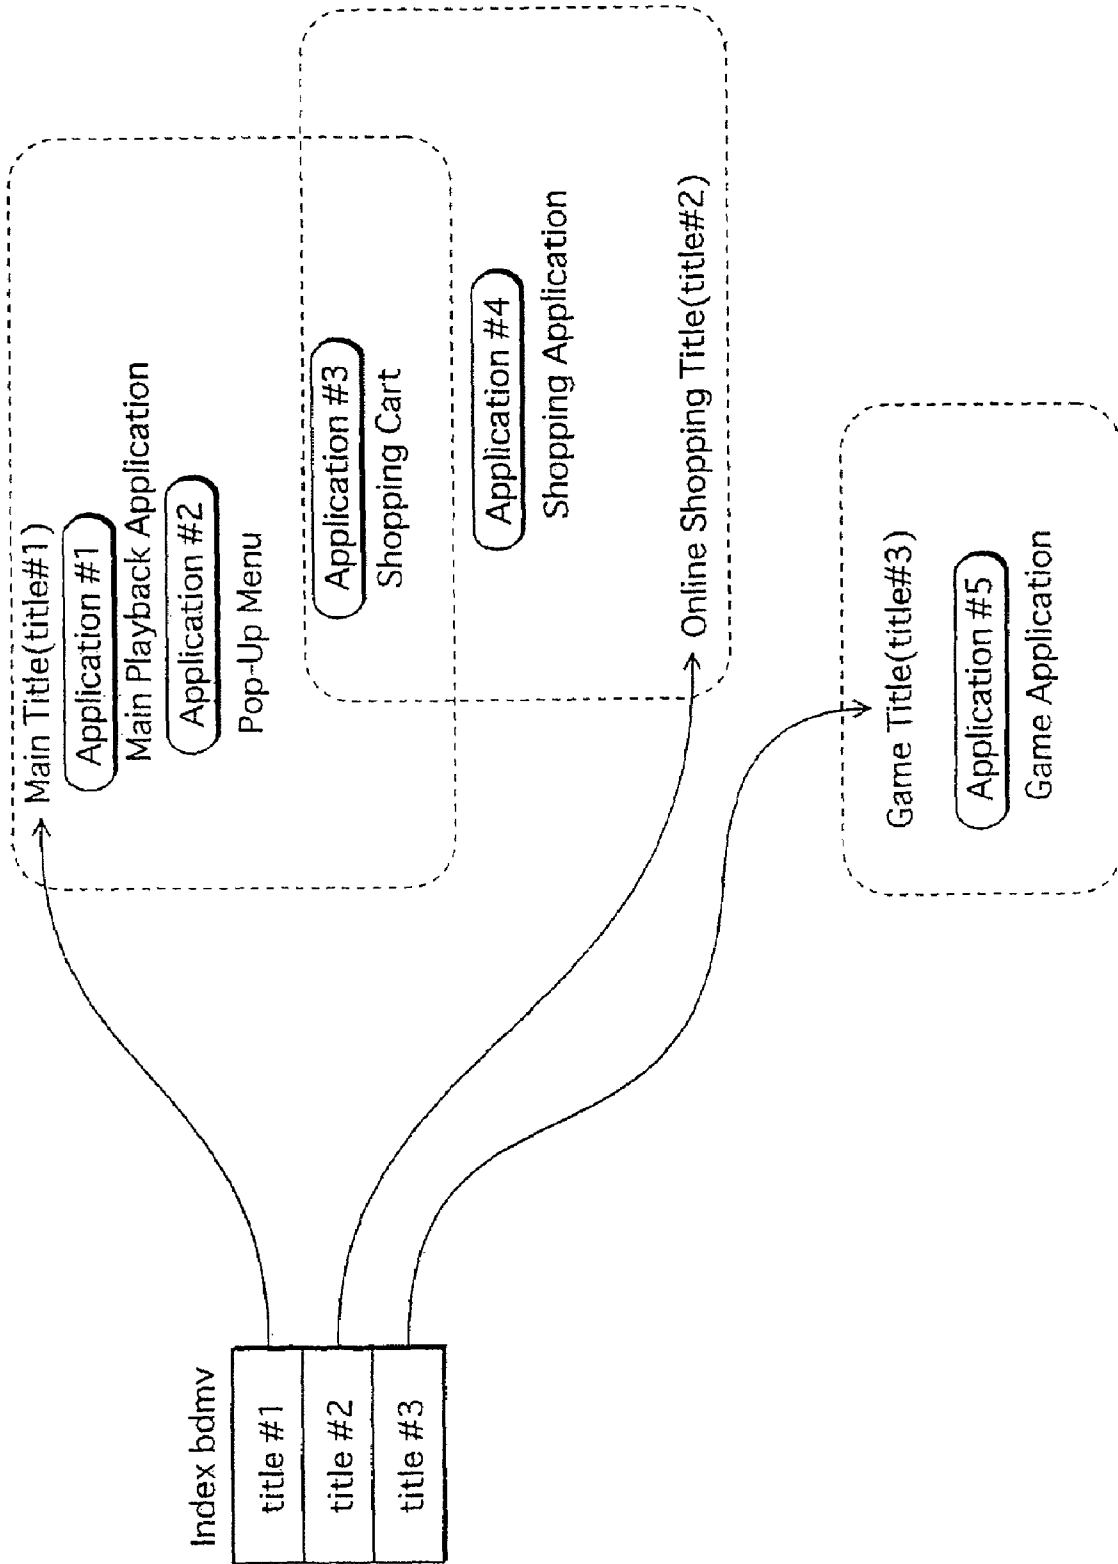 Index bdmv
title #1
title #2
title #3
Main Title(title#1)
Application #1
Main Playback Application
Application #2
Pop-Up Menu
Application #3
Shopping Cart
Application #4
Shopping Application
Online Shopping Title(title#2)
Game Title(title#3)
Application #5
Game Application